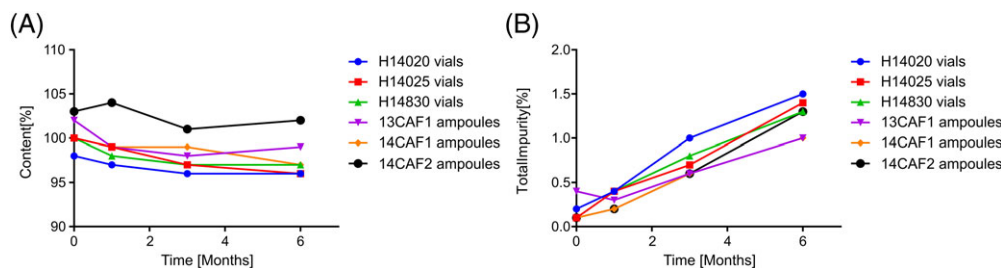 (A)
110
105
100
95
90
Content[%]
0 2 4 6
Time [Months]
H14020 vials
H14025 vials
H14830 vials
13CAF1 ampoules
14CAF1 ampoules
14CAF2 ampoules
(B)
2.0
1.5
1.0
0.5
0.0
TotalImpurity[%]
0 2 4 6
Time [Months]
H14020 vials
H14025 vials
H14830 vials
13CAF1 ampoules
14CAF1 ampoules
14CAF2 ampoules